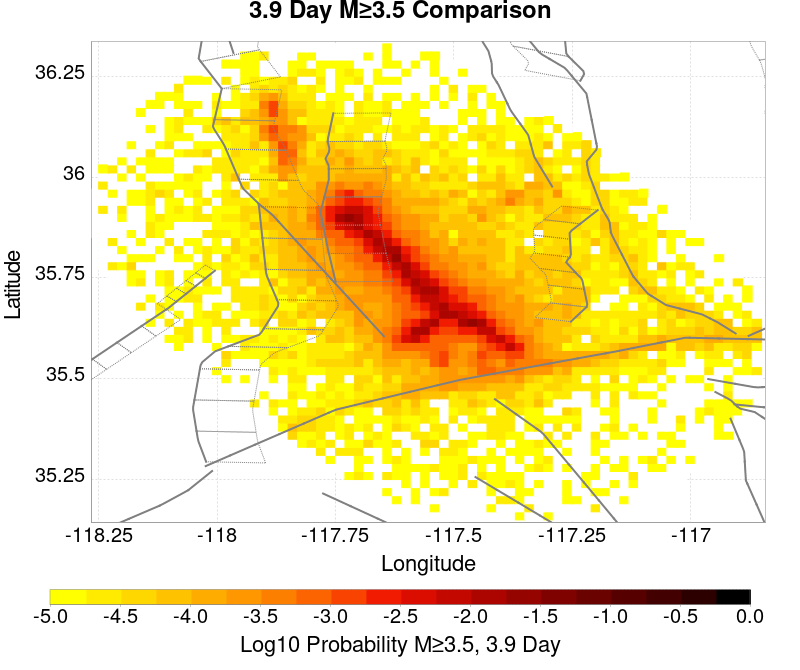 3.9 Day M≥3.5 Comparison
36.25
36
35.75
35.5
35.25
Latitude
-118.25 -118 -117.75 -117.5 -117.25 -117
Longitude
-5.0 -4.5 -4.0 -3.5 -3.0 -2.5 -2.0 -1.5 -1.0 -0.5 0.0
Log10 Probability M≥3.5, 3.9 Day